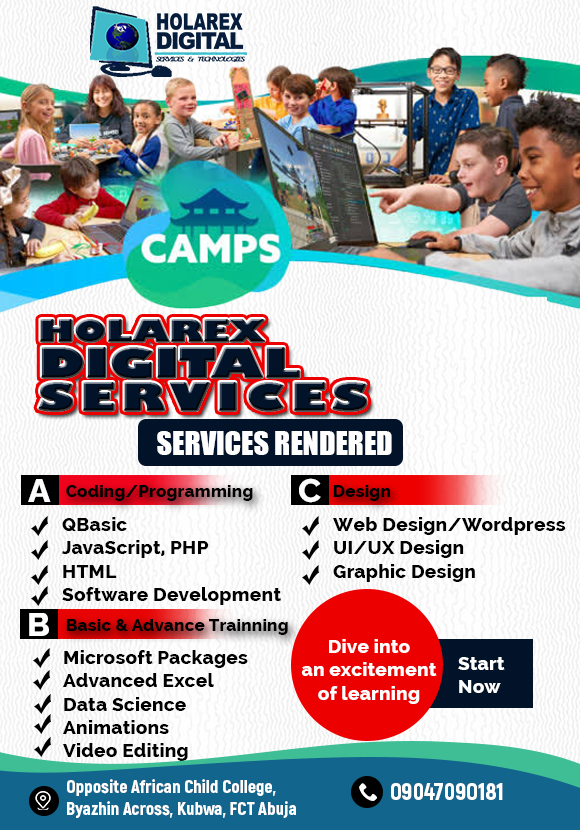 HOLAREX
DIGITAL
SERVICES & TECHNOLOGIES
CAMPS
HOLAREX
DIGITAL
SERVICES
SERVICES RENDERED
A Coding/Programming
QBasic
JavaScript, PHP
HTML
Software Development
B Basic & Advance Trainning
Microsoft Packages
Advanced Excel
Data Science
Animations
Video Editing
C Design
Web Design/Wordpress
UI/UX Design
Graphic Design
Dive into
an excitement
of learning
Start
Now
Opposite African Child College,
Byazhin Across, Kubwa, FCT Abuja
09047090181